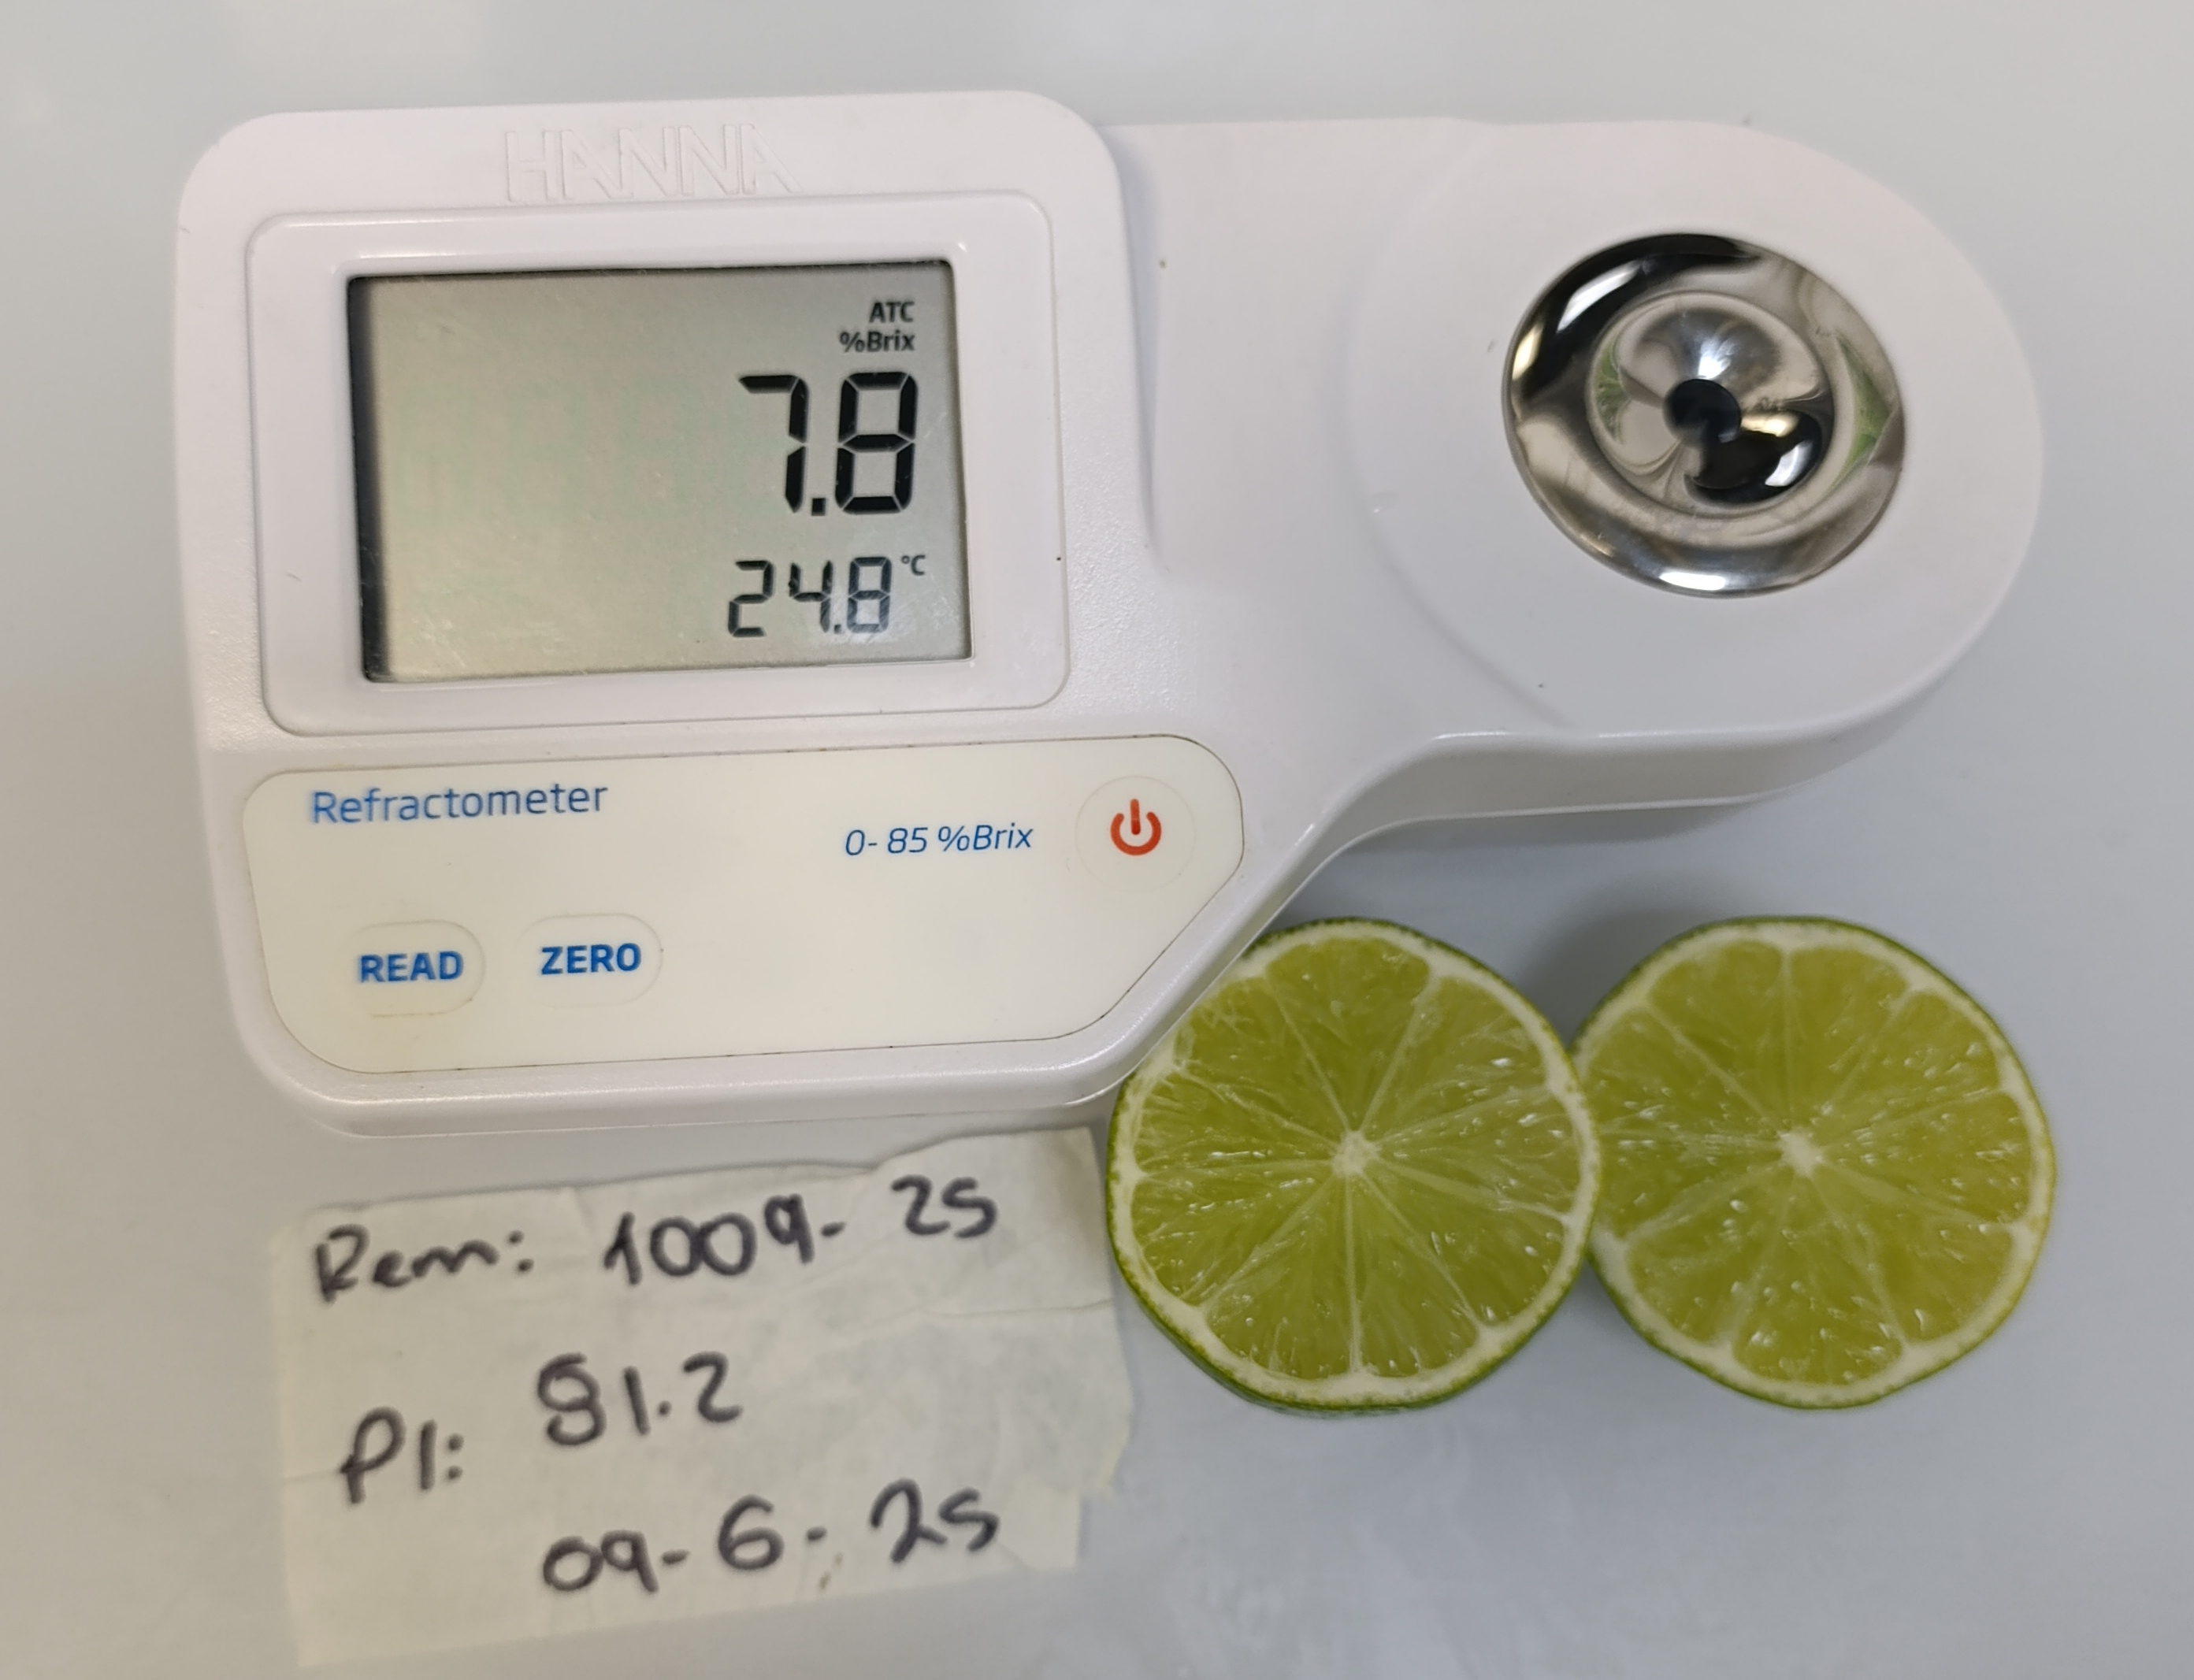 HANNA
ATC
%Brix
7.8
24.8 °C
Refractometer
0-85 %Brix
READ ZERO
Rem: 1009-25
P1: 81.2
09-6-25